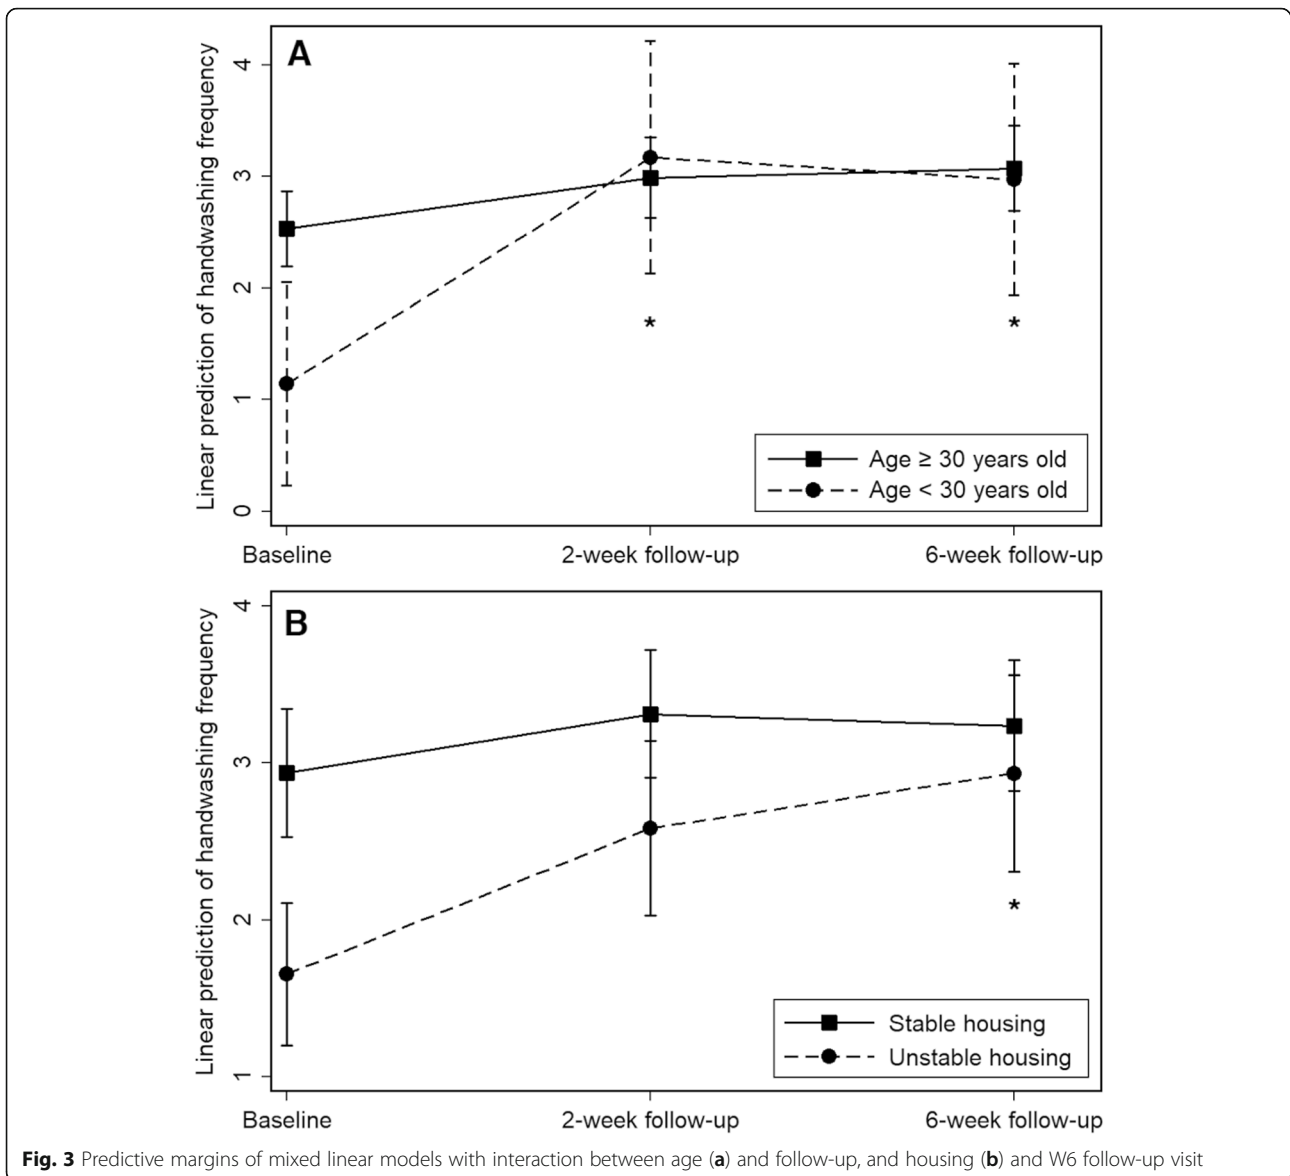 A
Linear prediction of handwashing frequency
4
3
2
1
0
*
*
Age ≥ 30 years old
Age < 30 years old
Baseline
2-week follow-up
6-week follow-up
B
Linear prediction of handwashing frequency
4
3
2
1
*
Stable housing
Unstable housing
Baseline
2-week follow-up
6-week follow-up
Fig. 3 Predictive margins of mixed linear models with interaction between age (a) and follow-up, and housing (b) and W6 follow-up visit